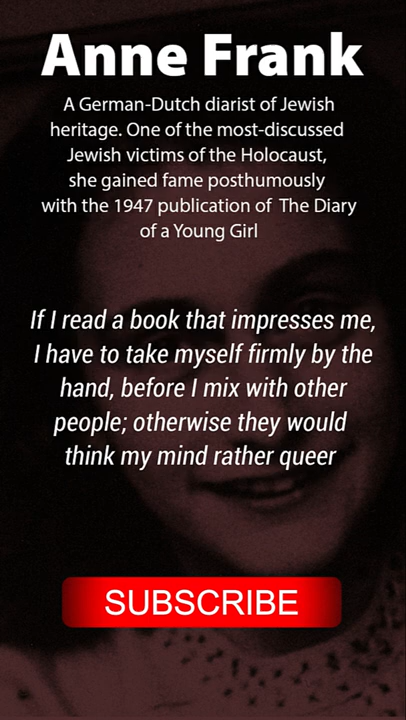 Anne Frank
A German-Dutch diarist of Jewish
heritage. One of the most-discussed
Jewish victims of the Holocaust,
she gained fame posthumously
with the 1947 publication of The Diary
of a Young Girl
If I read a book that impresses me,
I have to take myself firmly by the
hand, before I mix with other
people; otherwise they would
think my mind rather queer
SUBSCRIBE